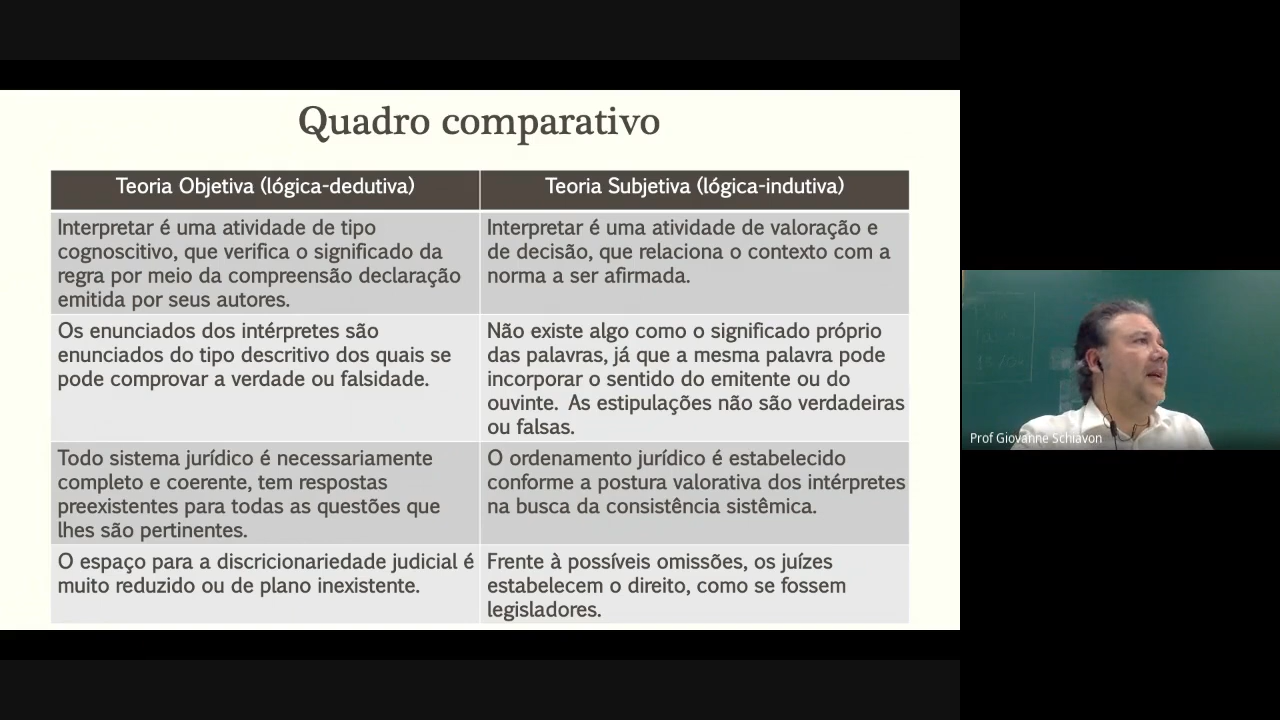 Quadro comparativo
Teoria Objetiva (lógica-dedutiva)
Teoria Subjetiva (lógica-indutiva)
Interpretar é uma atividade de tipo
cognoscitivo, que verifica o significado da
regra por meio da compreensão declaração
emitida por seus autores.
Interpretar é uma atividade de valoração e
de decisão, que relaciona o contexto com a
norma a ser afirmada.
Os enunciados dos intérpretes são
enunciados do tipo descritivo dos quais se
pode comprovar a verdade ou falsidade.
Não existe algo como o significado próprio
das palavras, já que a mesma palavra pode
incorporar o sentido do emitente ou do
ouvinte. As estipulações não são verdadeiras
ou falsas.
Todo sistema jurídico é necessariamente
completo e coerente, tem respostas
preexistentes para todas as questões que
lhes são pertinentes.
O ordenamento jurídico é estabelecido
conforme a postura valorativa dos intérpretes
na busca da consistência sistêmica.
O espaço para a discricionariedade judicial é
muito reduzido ou de plano inexistente.
Frente à possíveis omissões, os juízes
estabelecem o direito, como se fossem
legisladores.
Prof Giovanne Schiavon